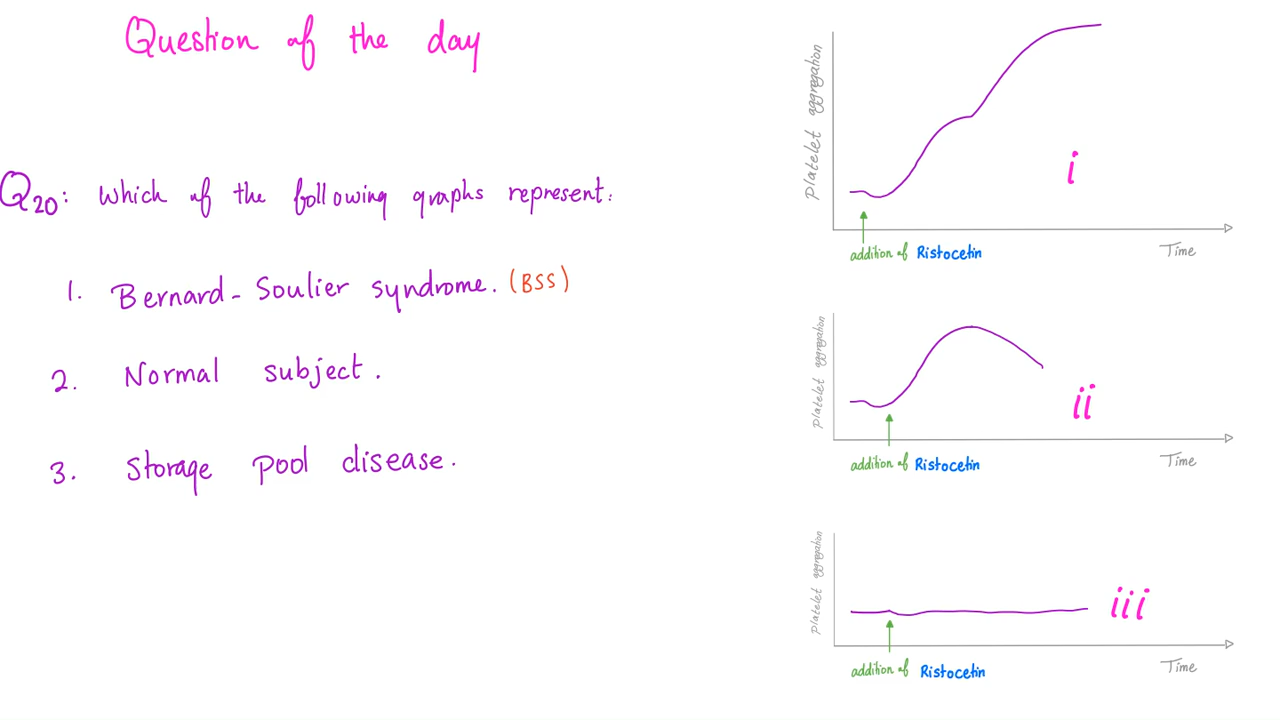 Question of the day
Q20: Which of the following graphs represent:
1. Bernard-Soulier syndrome. (BSS)
2. Normal subject.
3. Storage pool disease.
Platelet aggregation
i
addition of Ristocetin
Time
Platelet aggregation
ii
addition of Ristocetin
Time
Platelet aggregation
iii
addition of Ristocetin
Time